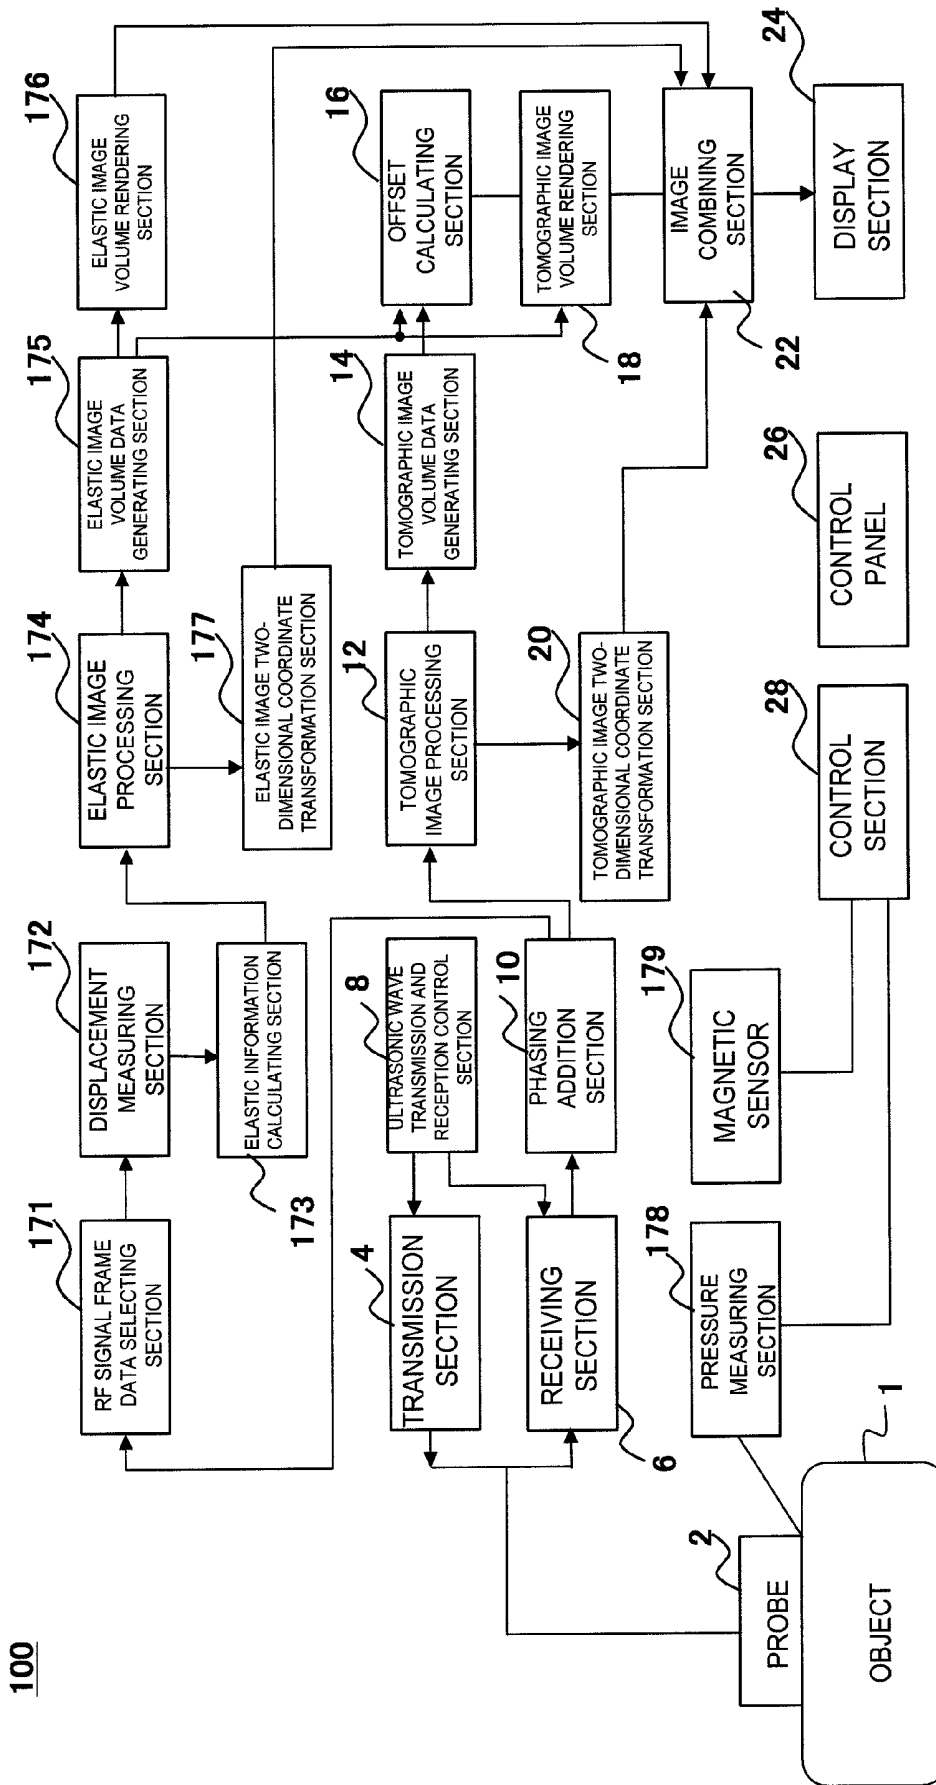 100
171
RF SIGNAL FRAME
DATA SELECTING
SECTION
172
DISPLACEMENT
MEASURING
SECTION
ELASTIC INFORMATION
CALCULATING SECTION
173
174
ELASTIC IMAGE
PROCESSING
SECTION
177
ELASTIC IMAGE TWO-
DIMENSIONAL COORDINATE
TRANSFORMATION SECTION
175
ELASTIC IMAGE
VOLUME DATA
GENERATING SECTION
176
ELASTIC IMAGE
VOLUME RENDERING
SECTION
4
TRANSMISSION
SECTION
RECEIVING
SECTION
6
8
ULTRASONIC WAVE
TRANSMISSION AND
RECEPTION CONTROL
SECTION
10
PHASING
ADDITION
SECTION
12
TOMOGRAPHIC
IMAGE PROCESSING
SECTION
20
TOMOGRAPHIC IMAGE TWO-
DIMENSIONAL COORDINATE
TRANSFORMATION SECTION
14
TOMOGRAPHIC IMAGE
VOLUME DATA
GENERATING SECTION
16
OFFSET
CALCULATING
SECTION
TOMOGRAPHIC IMAGE
VOLUME RENDERING
SECTION
18
IMAGE
COMBINING
SECTION
22
24
DISPLAY
SECTION
2
PROBE
OBJECT
1
178
PRESSURE
MEASURING
SECTION
179
MAGNETIC
SENSOR
28
CONTROL
SECTION
26
CONTROL
PANEL